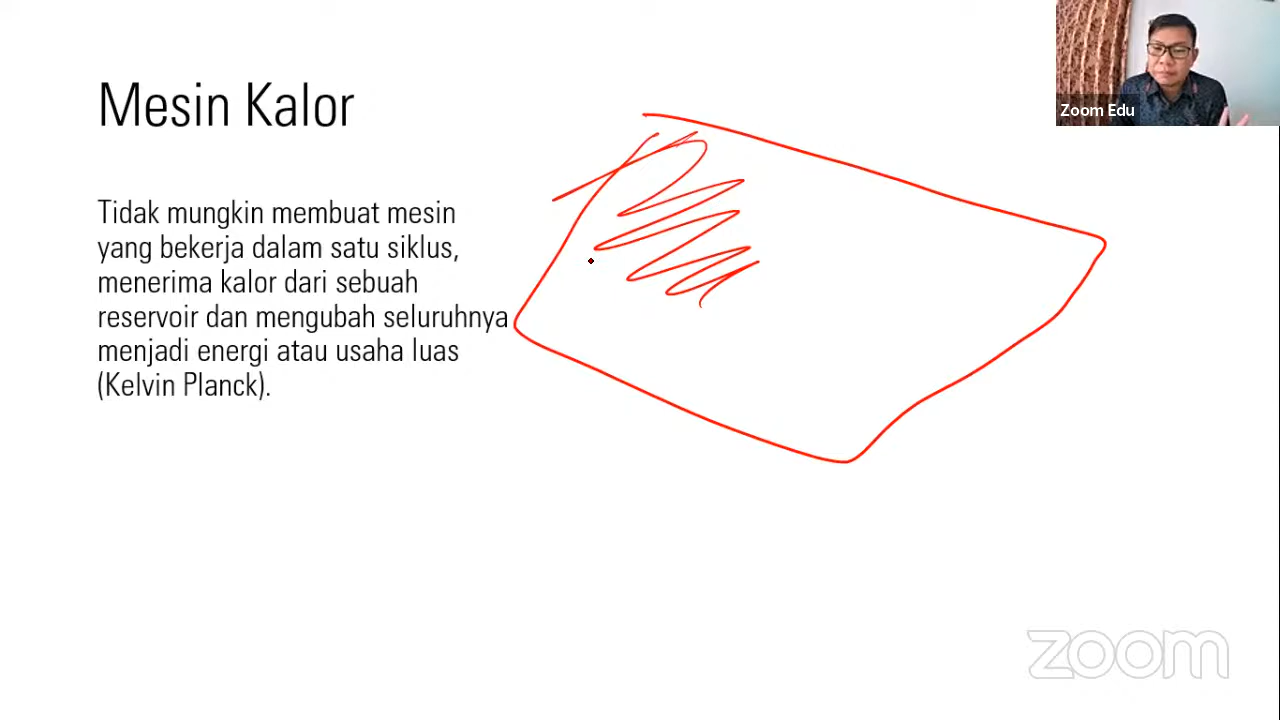 Mesin Kalor
Zoom Edu
Tidak mungkin membuat mesin
yang bekerja dalam satu siklus,
menerima kalor dari sebuah
reservoir dan mengubah seluruhnya
menjadi energi atau usaha luas
(Kelvin Planck).
zoom